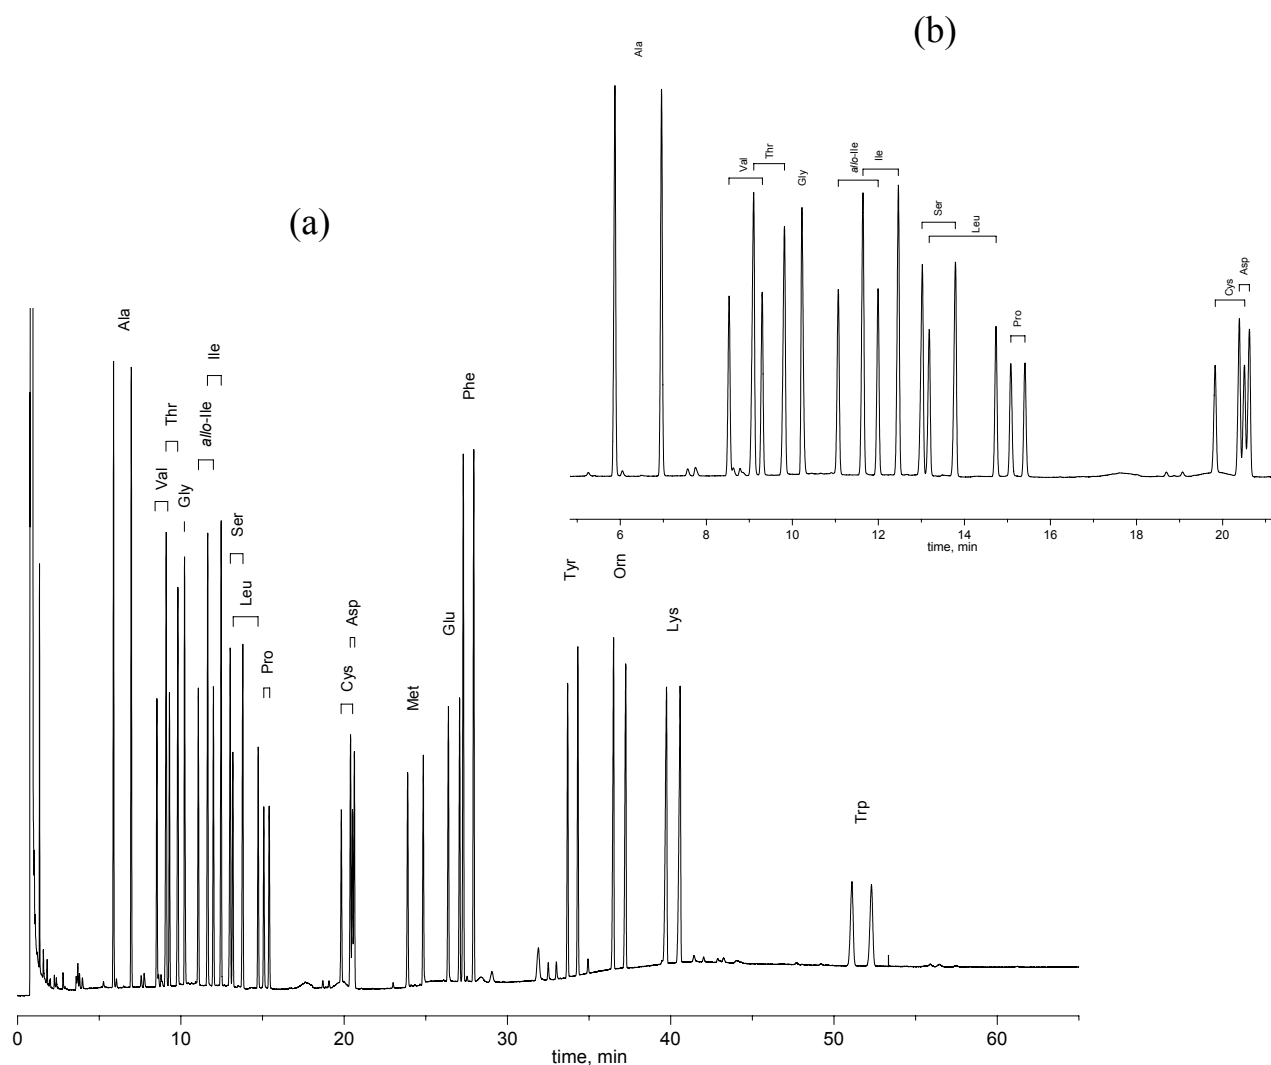 (b)
Ala
Val
Thr
Gly
allo-Ile
Ile
Ser
Leu
Pro
Cys
Asp
6 8 10 12 14 16 18 20
time, min
(a)
Ala
Val
Thr
Gly
allo-Ile
Ile
Ser
Leu
Pro
Cys
Asp
Met
Glu
Phe
Tyr
Orn
Lys
Trp
0 10 20 30 40 50 60
time, min